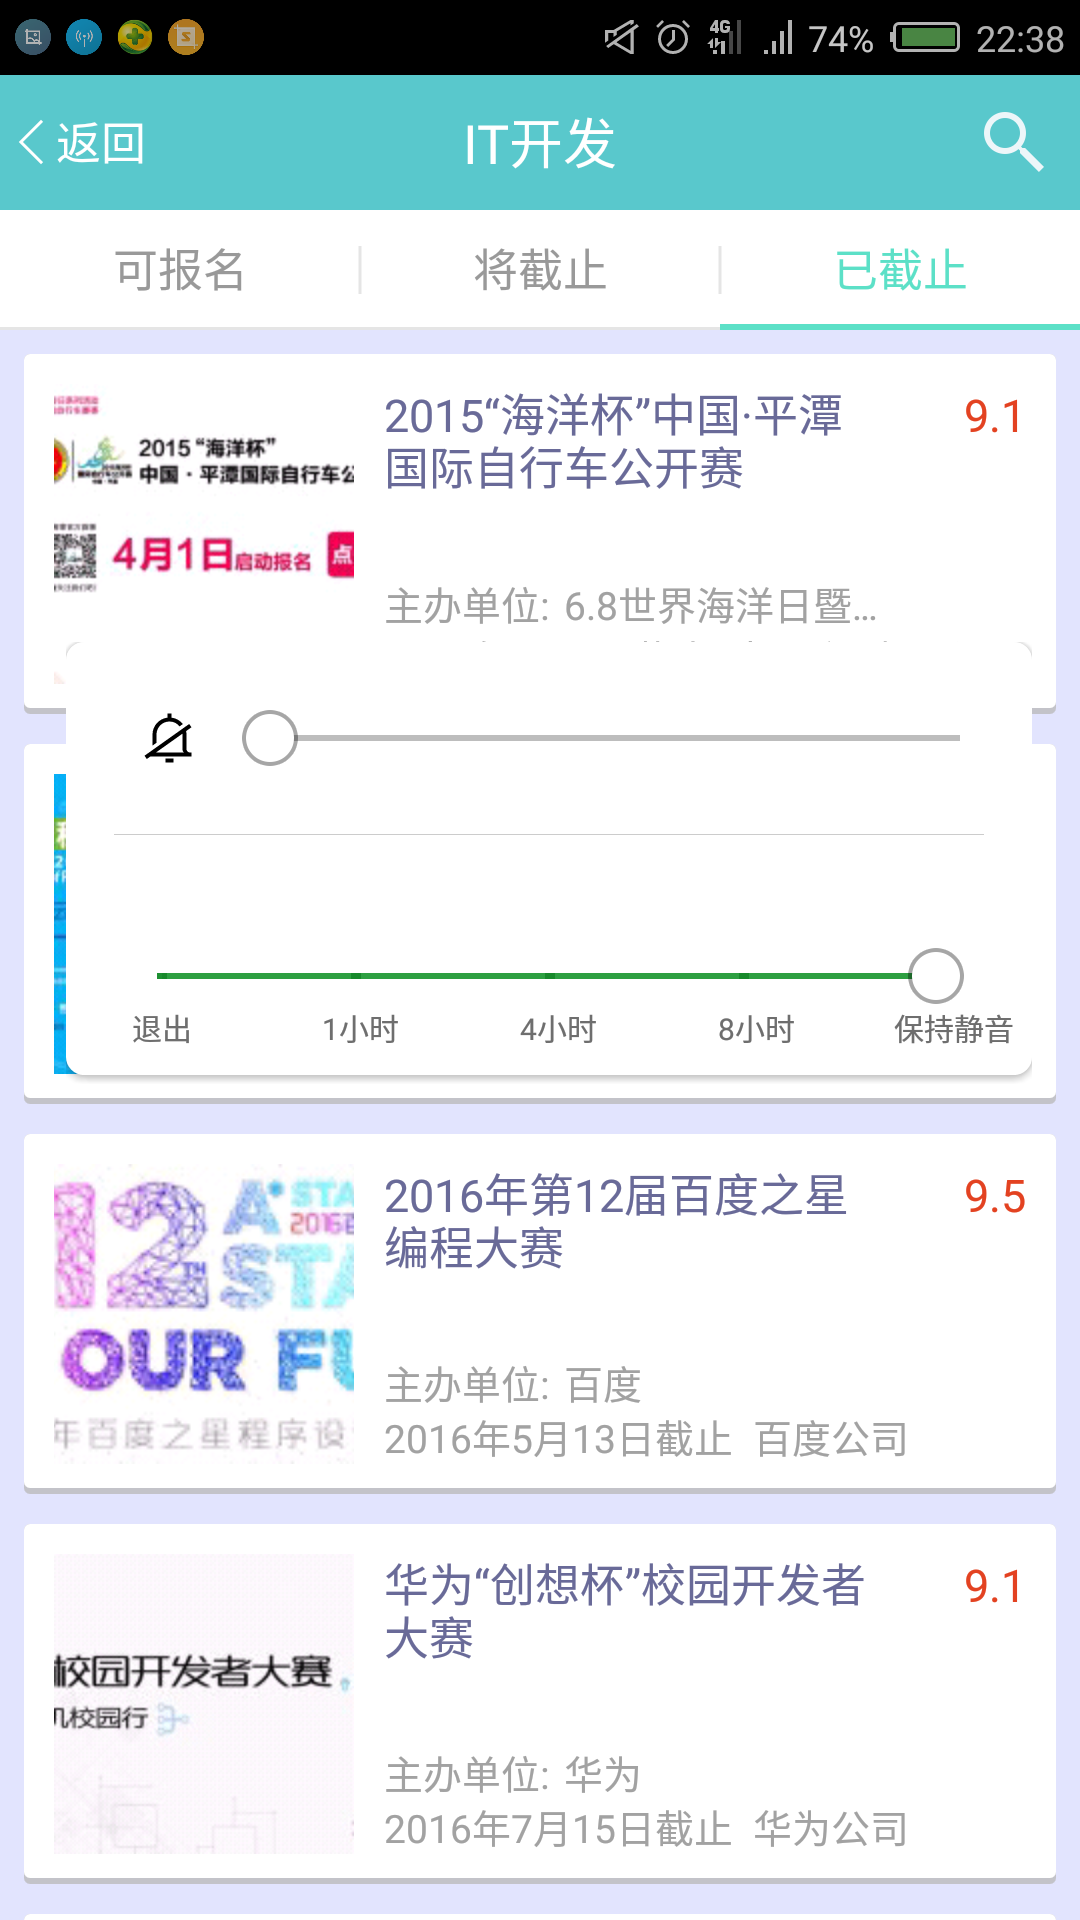 4G
74%
22:38
返回
IT开发
可报名
将截止
已截止
2015“海洋杯”
中国·平潭国际自行车公
4月1日启动报名
点
2015“海洋杯”中国·平潭
国际自行车公开赛
9.1
主办单位: 6.8世界海洋日暨...
退出
1小时
4小时
8小时
保持静音
12TH
A*STA
2016
STA
OUR FU
年百度之星程序设
2016年第12届百度之星
编程大赛
9.5
主办单位: 百度
2016年5月13日截止 百度公司
校园开发者大赛
机校园行
华为“创想杯”校园开发者
大赛
9.1
主办单位: 华为
2016年7月15日截止 华为公司